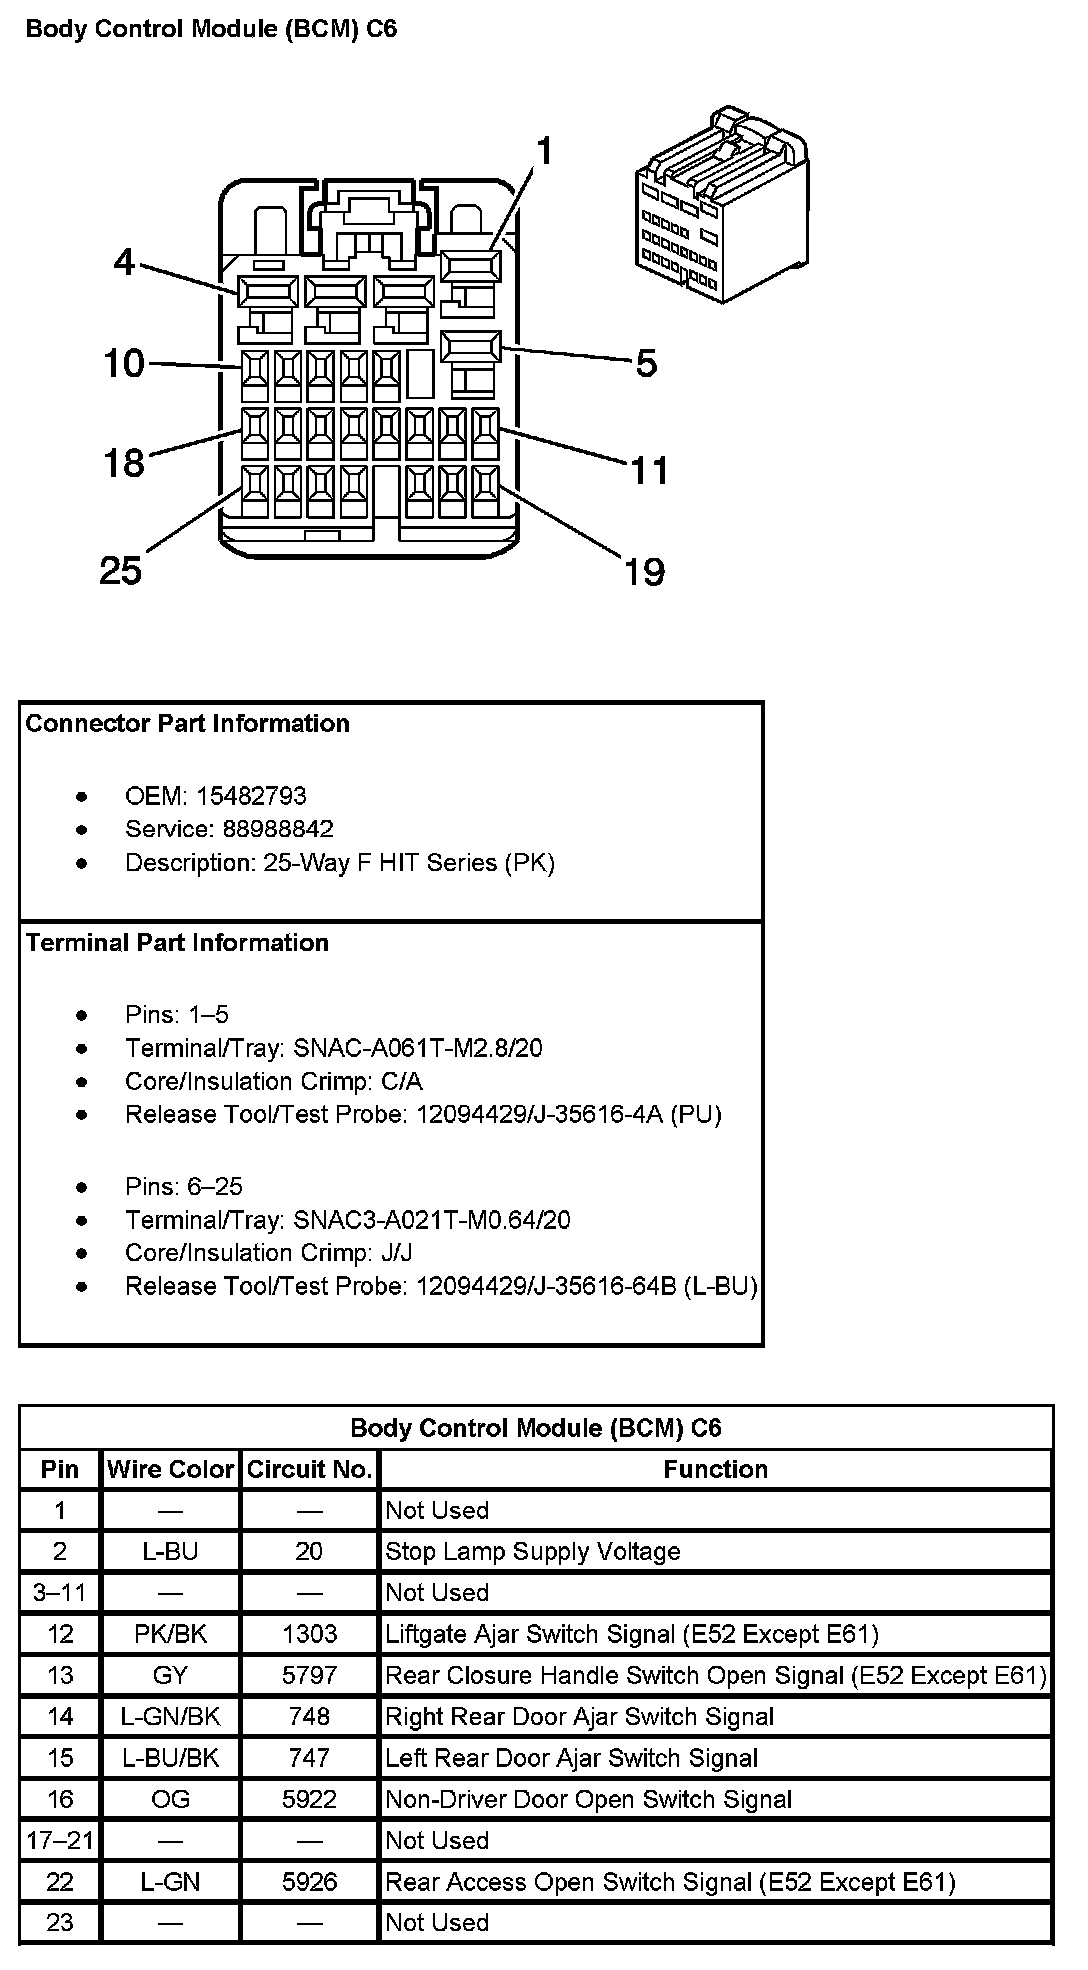 Body Control Module (BCM) C6
1
4
10
5
18
11
25
19
Connector Part Information
● OEM: 15482793
● Service: 88988842
● Description: 25-Way F HIT Series (PK)
Terminal Part Information
● Pins: 1–5
● Terminal/Tray: SNAC-A061T-M2.8/20
● Core/Insulation Crimp: C/A
● Release Tool/Test Probe: 12094429/J-35616-4A (PU)
● Pins: 6–25
● Terminal/Tray: SNAC3-A021T-M0.64/20
● Core/Insulation Crimp: J/J
● Release Tool/Test Probe: 12094429/J-35616-64B (L-BU)
Body Control Module (BCM) C6
Pin Wire Color Circuit No. Function
1 — — Not Used
2 L-BU 20 Stop Lamp Supply Voltage
3–11 — — Not Used
12 PK/BK 1303 Liftgate Ajar Switch Signal (E52 Except E61)
13 GY 5797 Rear Closure Handle Switch Open Signal (E52 Except E61)
14 L-GN/BK 748 Right Rear Door Ajar Switch Signal
15 L-BU/BK 747 Left Rear Door Ajar Switch Signal
16 OG 5922 Non-Driver Door Open Switch Signal
17–21 — — Not Used
22 L-GN 5926 Rear Access Open Switch Signal (E52 Except E61)
23 — — Not Used